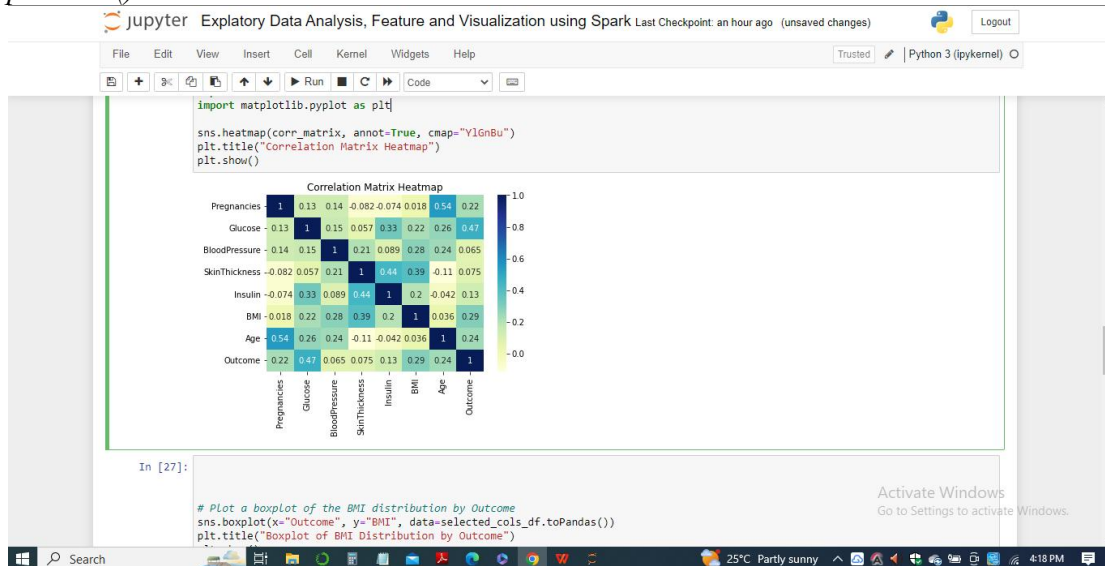 jupyter Explatory Data Analysis, Feature and Visualization using Spark Last Checkpoint: an hour ago (unsaved changes)
Logout
File Edit View Insert Cell Kernel Widgets Help
Trusted Python 3 (ipykernel)
Run Code
import matplotlib.pyplot as plt
sns.heatmap(corr_matrix, annot=True, cmap="YlGnBu")
plt.title("Correlation Matrix Heatmap")
plt.show()
Correlation Matrix Heatmap
Pregnancies 1 0.13 0.14 -0.082 -0.074 0.018 0.54 0.22
Glucose 0.13 1 0.15 0.057 0.33 0.22 0.26 0.47
BloodPressure 0.14 0.15 1 0.21 0.089 0.28 0.24 0.065
SkinThickness -0.082 0.057 0.21 1 0.44 0.39 -0.11 0.075
Insulin -0.074 0.33 0.089 0.44 1 0.2 -0.042 0.13
BMI 0.018 0.22 0.28 0.39 0.2 1 0.036 0.29
Age 0.54 0.26 0.24 -0.11 -0.042 0.036 1 0.24
Outcome 0.22 0.47 0.065 0.075 0.13 0.29 0.24 1
Pregnancies Glucose BloodPressure SkinThickness Insulin BMI Age Outcome
1.0
0.8
0.6
0.4
0.2
0.0
In [27]:
# Plot a boxplot of the BMI distribution by Outcome
sns.boxplot(x="Outcome", y="BMI", data=selected_cols_df.toPandas())
plt.title("Boxplot of BMI Distribution by Outcome")
Activate Windows
Go to Settings to activate Windows.
Search
25°C Partly sunny
4:18 PM